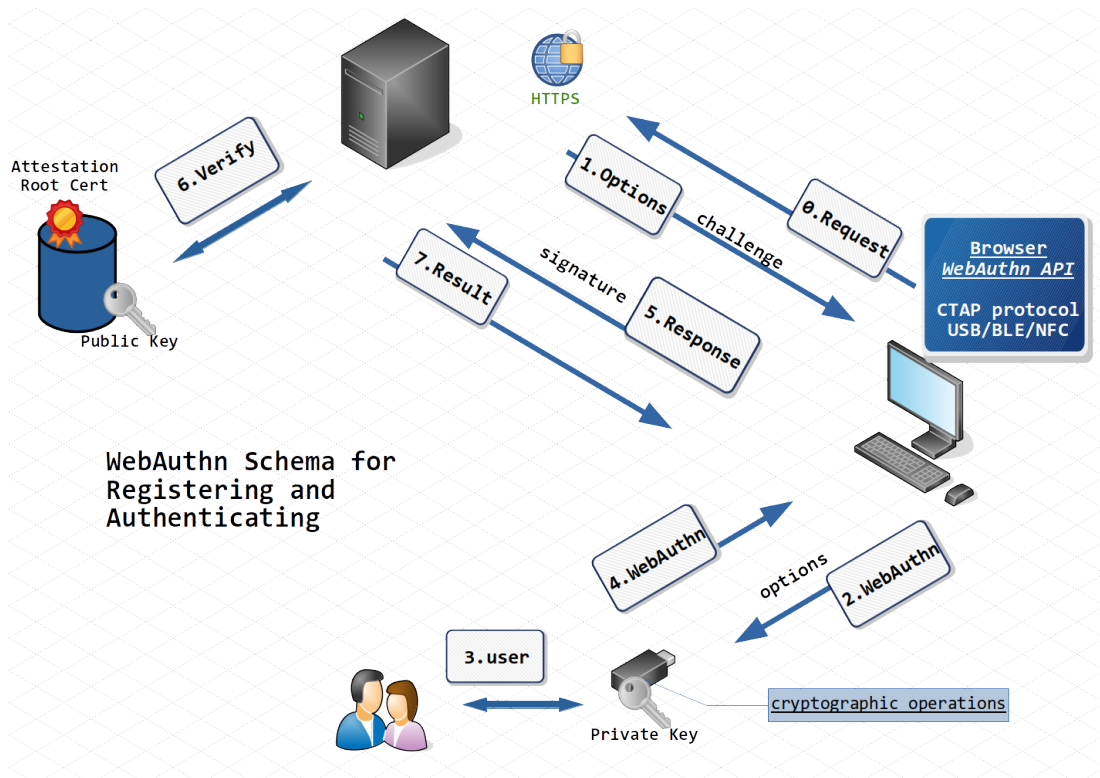 HTTPS
Attestation
Root Cert
6.Verify
1.Options
challenge
0.Request
Browser
WebAuthn API
CTAP protocol
USB/BLE/NFC
7.Result
signature
5.Response
Public Key
WebAuthn Schema for
Registering and
Authenticating
4.WebAuthn
options
2.WebAuthn
3.user
cryptographic operations
Private Key